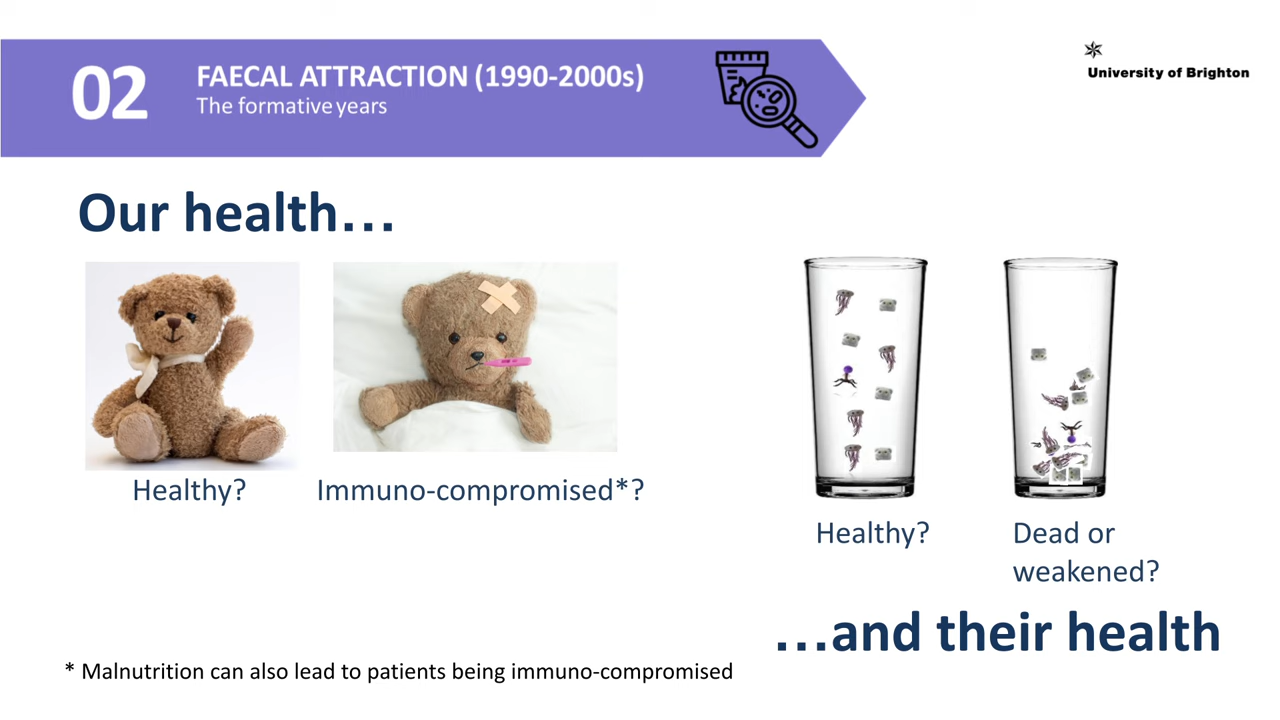 02
FAECAL ATTRACTION (1990-2000s)
The formative years
University of Brighton
Our health...
Healthy?
Immuno-compromised*?
Healthy?
Dead or
weakened?
...and their health
* Malnutrition can also lead to patients being immuno-compromised